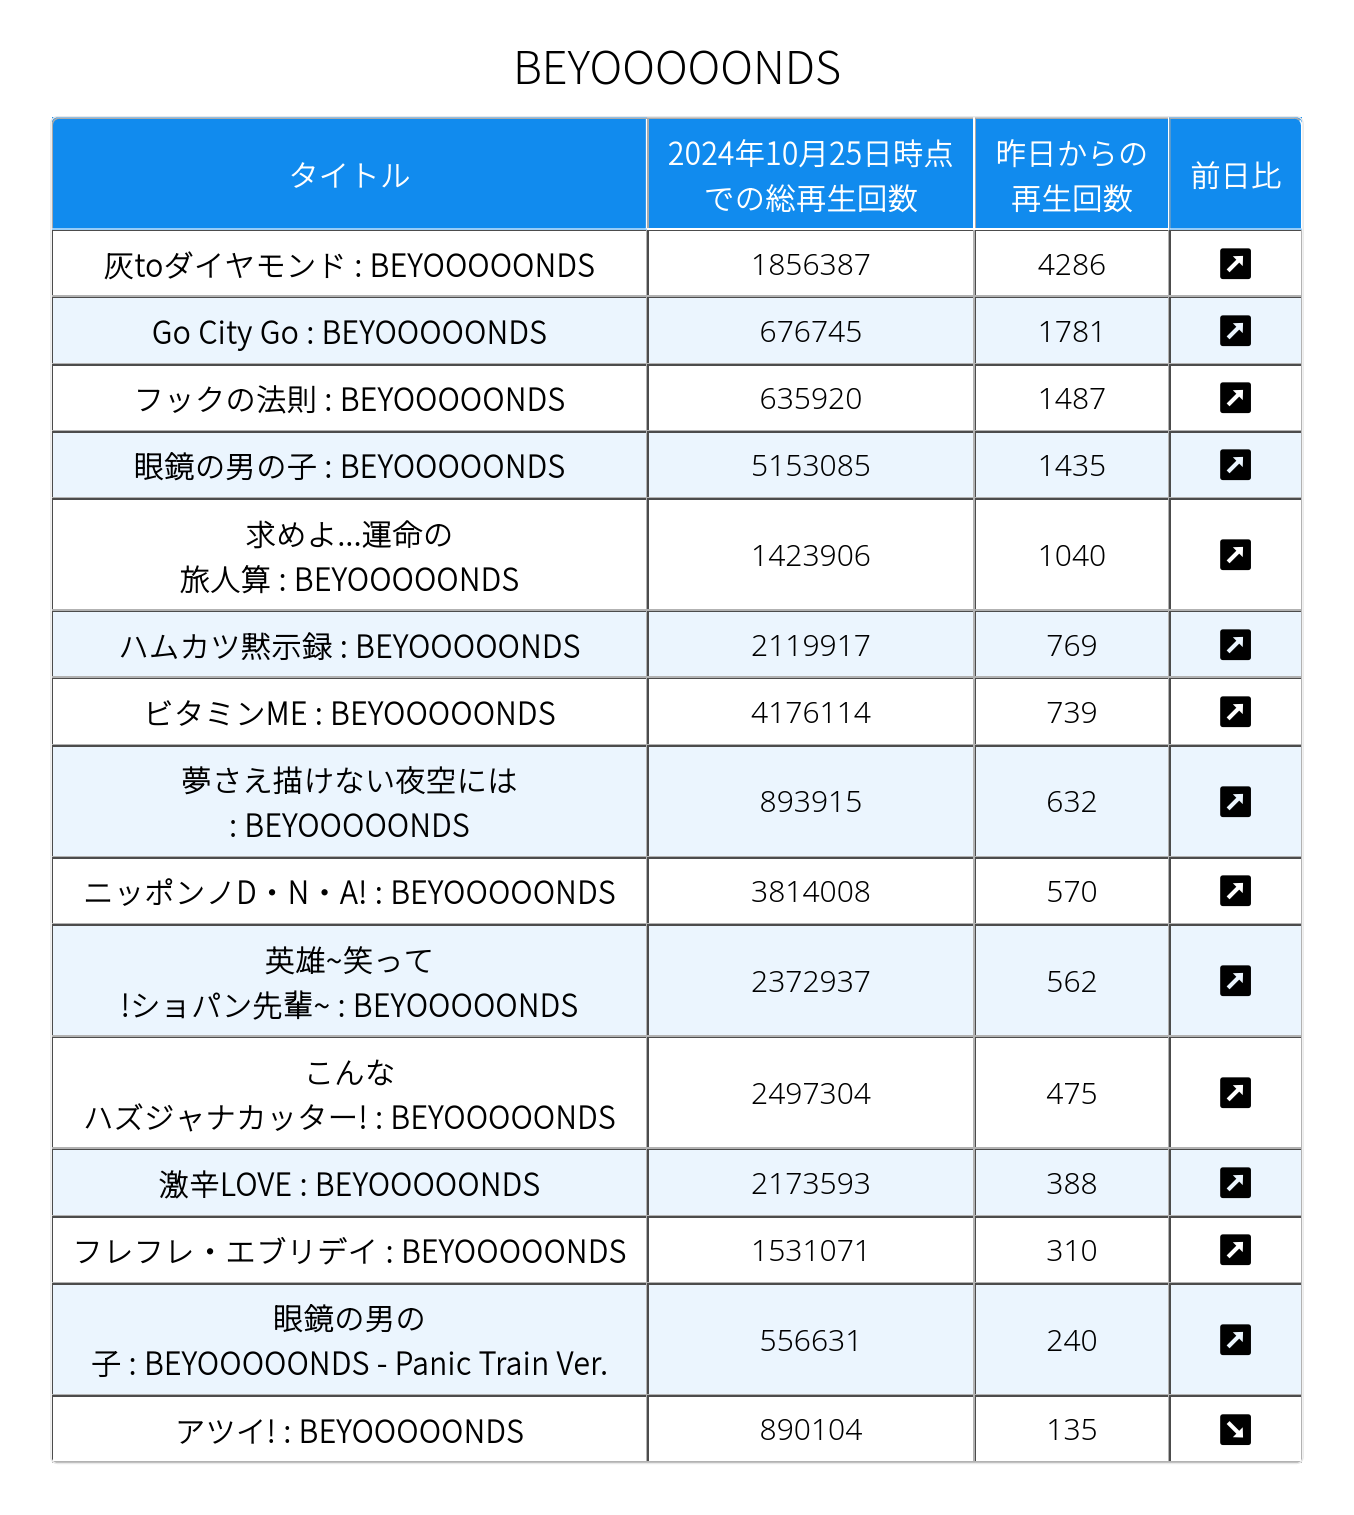 BEYOOOOONDS
タイトル
2024年10月25日時点
での総再生回数
昨日からの
再生回数
前日比
灰toダイヤモンド : BEYOOOOONDS 1856387 4286
Go City Go : BEYOOOOONDS 676745 1781
フックの法則 : BEYOOOOONDS 635920 1487
眼鏡の男の子 : BEYOOOOONDS 5153085 1435
求めよ...運命の
旅人算 : BEYOOOOONDS 1423906 1040
ハムカツ黙示録 : BEYOOOOONDS 2119917 769
ビタミンME : BEYOOOOONDS 4176114 739
夢さえ描けない夜空には
: BEYOOOOONDS 893915 632
ニッポンノD・N・A! : BEYOOOOONDS 3814008 570
英雄~笑って
!ショパン先輩~ : BEYOOOOONDS 2372937 562
こんな
ハズジャナカッター! : BEYOOOOONDS 2497304 475
激辛LOVE : BEYOOOOONDS 2173593 388
フレフレ・エブリデイ : BEYOOOOONDS 1531071 310
眼鏡の男の
子 : BEYOOOOONDS - Panic Train Ver. 556631 240
アツイ! : BEYOOOOONDS 890104 135